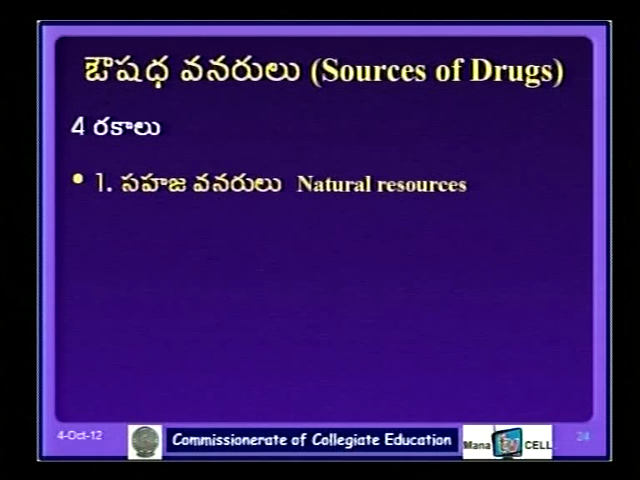 ఔషధ వనరులు (Sources of Drugs)
4 రకాలు
• 1. సహజ వనరులు Natural resources
4-Oct-12
Commissionerate of Collegiate Education
Mana TV CELL
24